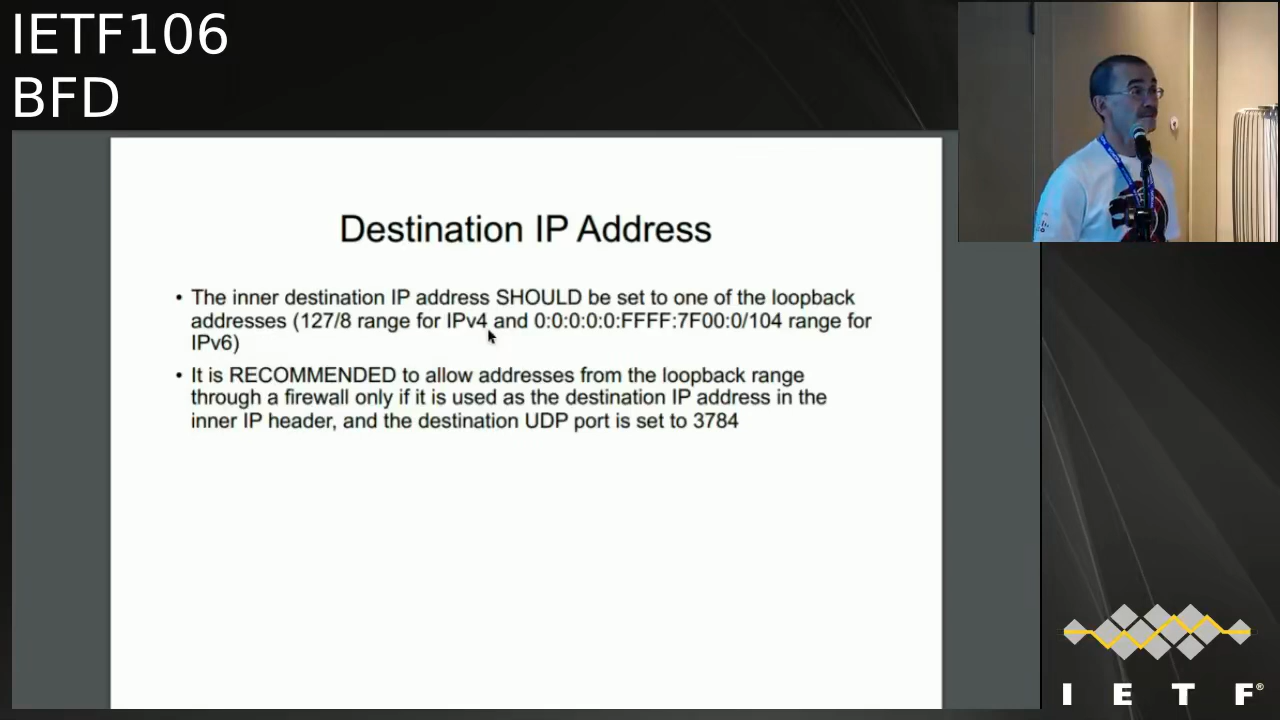 IETF106
BFD
Destination IP Address
• The inner destination IP address SHOULD be set to one of the loopback
addresses (127/8 range for IPv4 and 0:0:0:0:0:FFFF:7F00:0/104 range for
IPv6)
• It is RECOMMENDED to allow addresses from the loopback range
through a firewall only if it is used as the destination IP address in the
inner IP header, and the destination UDP port is set to 3784
I E T F®